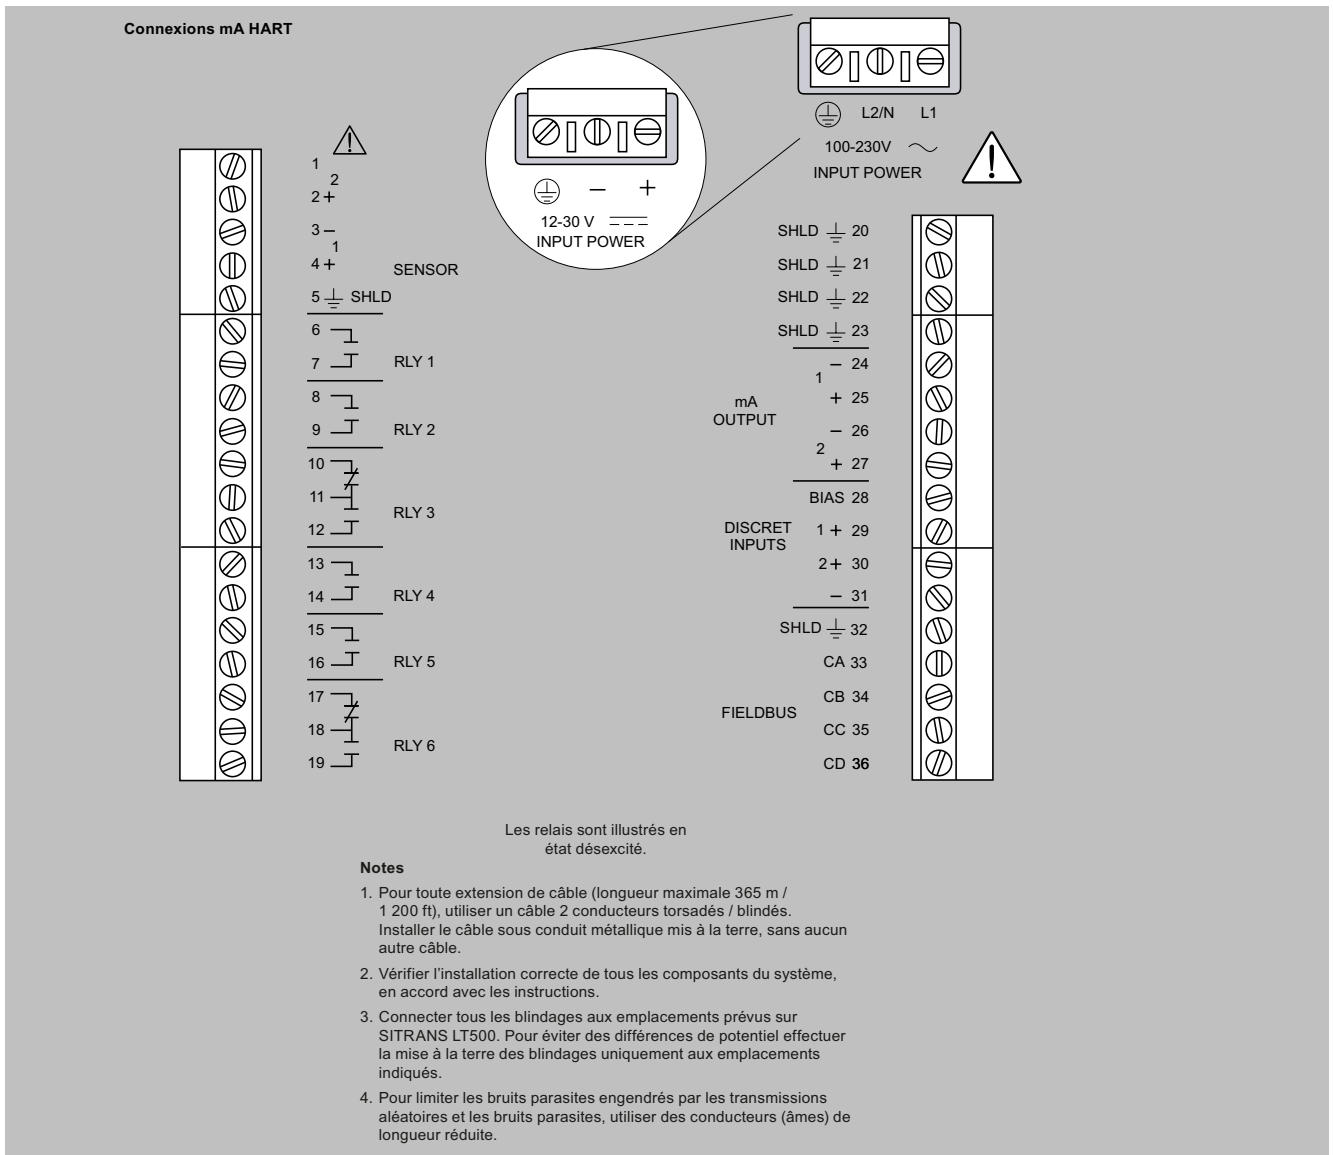 Connexions mA HART
L2/N L1
100-230V
INPUT POWER
− +
12-30 V
INPUT POWER
1
2
2 +
3 −
1
4 +
SENSOR
5 SHLD
6
7 RLY 1
8
9 RLY 2
10
11
RLY 3
12
13
14 RLY 4
15
16 RLY 5
17
18
RLY 6
19
SHLD 20
SHLD 21
SHLD 22
SHLD 23
− 24
1
+ 25
mA
OUTPUT
− 26
2
+ 27
BIAS 28
DISCRET
INPUTS
1 + 29
2 + 30
− 31
SHLD 32
CA 33
CB 34
FIELDBUS
CC 35
CD 36
Les relais sont illustrés en
état désexcité.
Notes
1. Pour toute extension de câble (longueur maximale 365 m /
1 200 ft), utiliser un câble 2 conducteurs torsadés / blindés.
Installer le câble sous conduit métallique mis à la terre, sans aucun
autre câble.
2. Vérifier l’installation correcte de tous les composants du système,
en accord avec les instructions.
3. Connecter tous les blindages aux emplacements prévus sur
SITRANS LT500. Pour éviter des différences de potentiel effectuer
la mise à la terre des blindages uniquement aux emplacements
indiqués.
4. Pour limiter les bruits parasites engendrés par les transmissions
aléatoires et les bruits parasites, utiliser des conducteurs (âmes) de
longueur réduite.